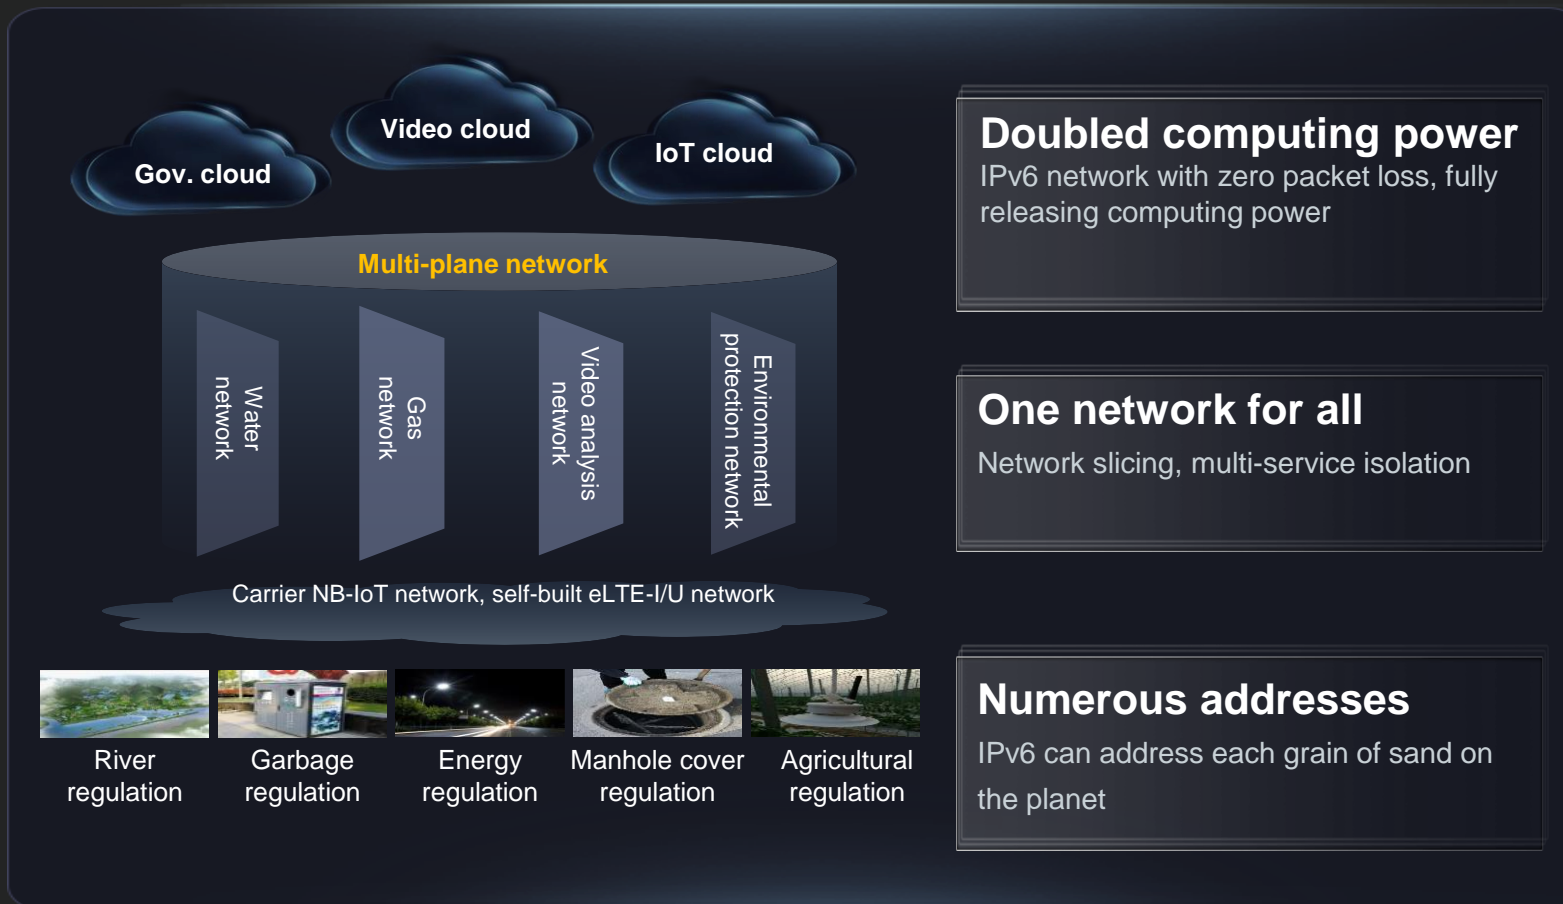 Gov. cloud
Video cloud
IoT cloud
Multi-plane network
Water
network
Gas
network
Video analysis
network
Environmental
protection network
Carrier NB-IoT network, self-built eLTE-I/U network
River
regulation
Garbage
regulation
Energy
regulation
Manhole cover
regulation
Agricultural
regulation
Doubled computing power
IPv6 network with zero packet loss, fully
releasing computing power
One network for all
Network slicing, multi-service isolation
Numerous addresses
IPv6 can address each grain of sand on
the planet